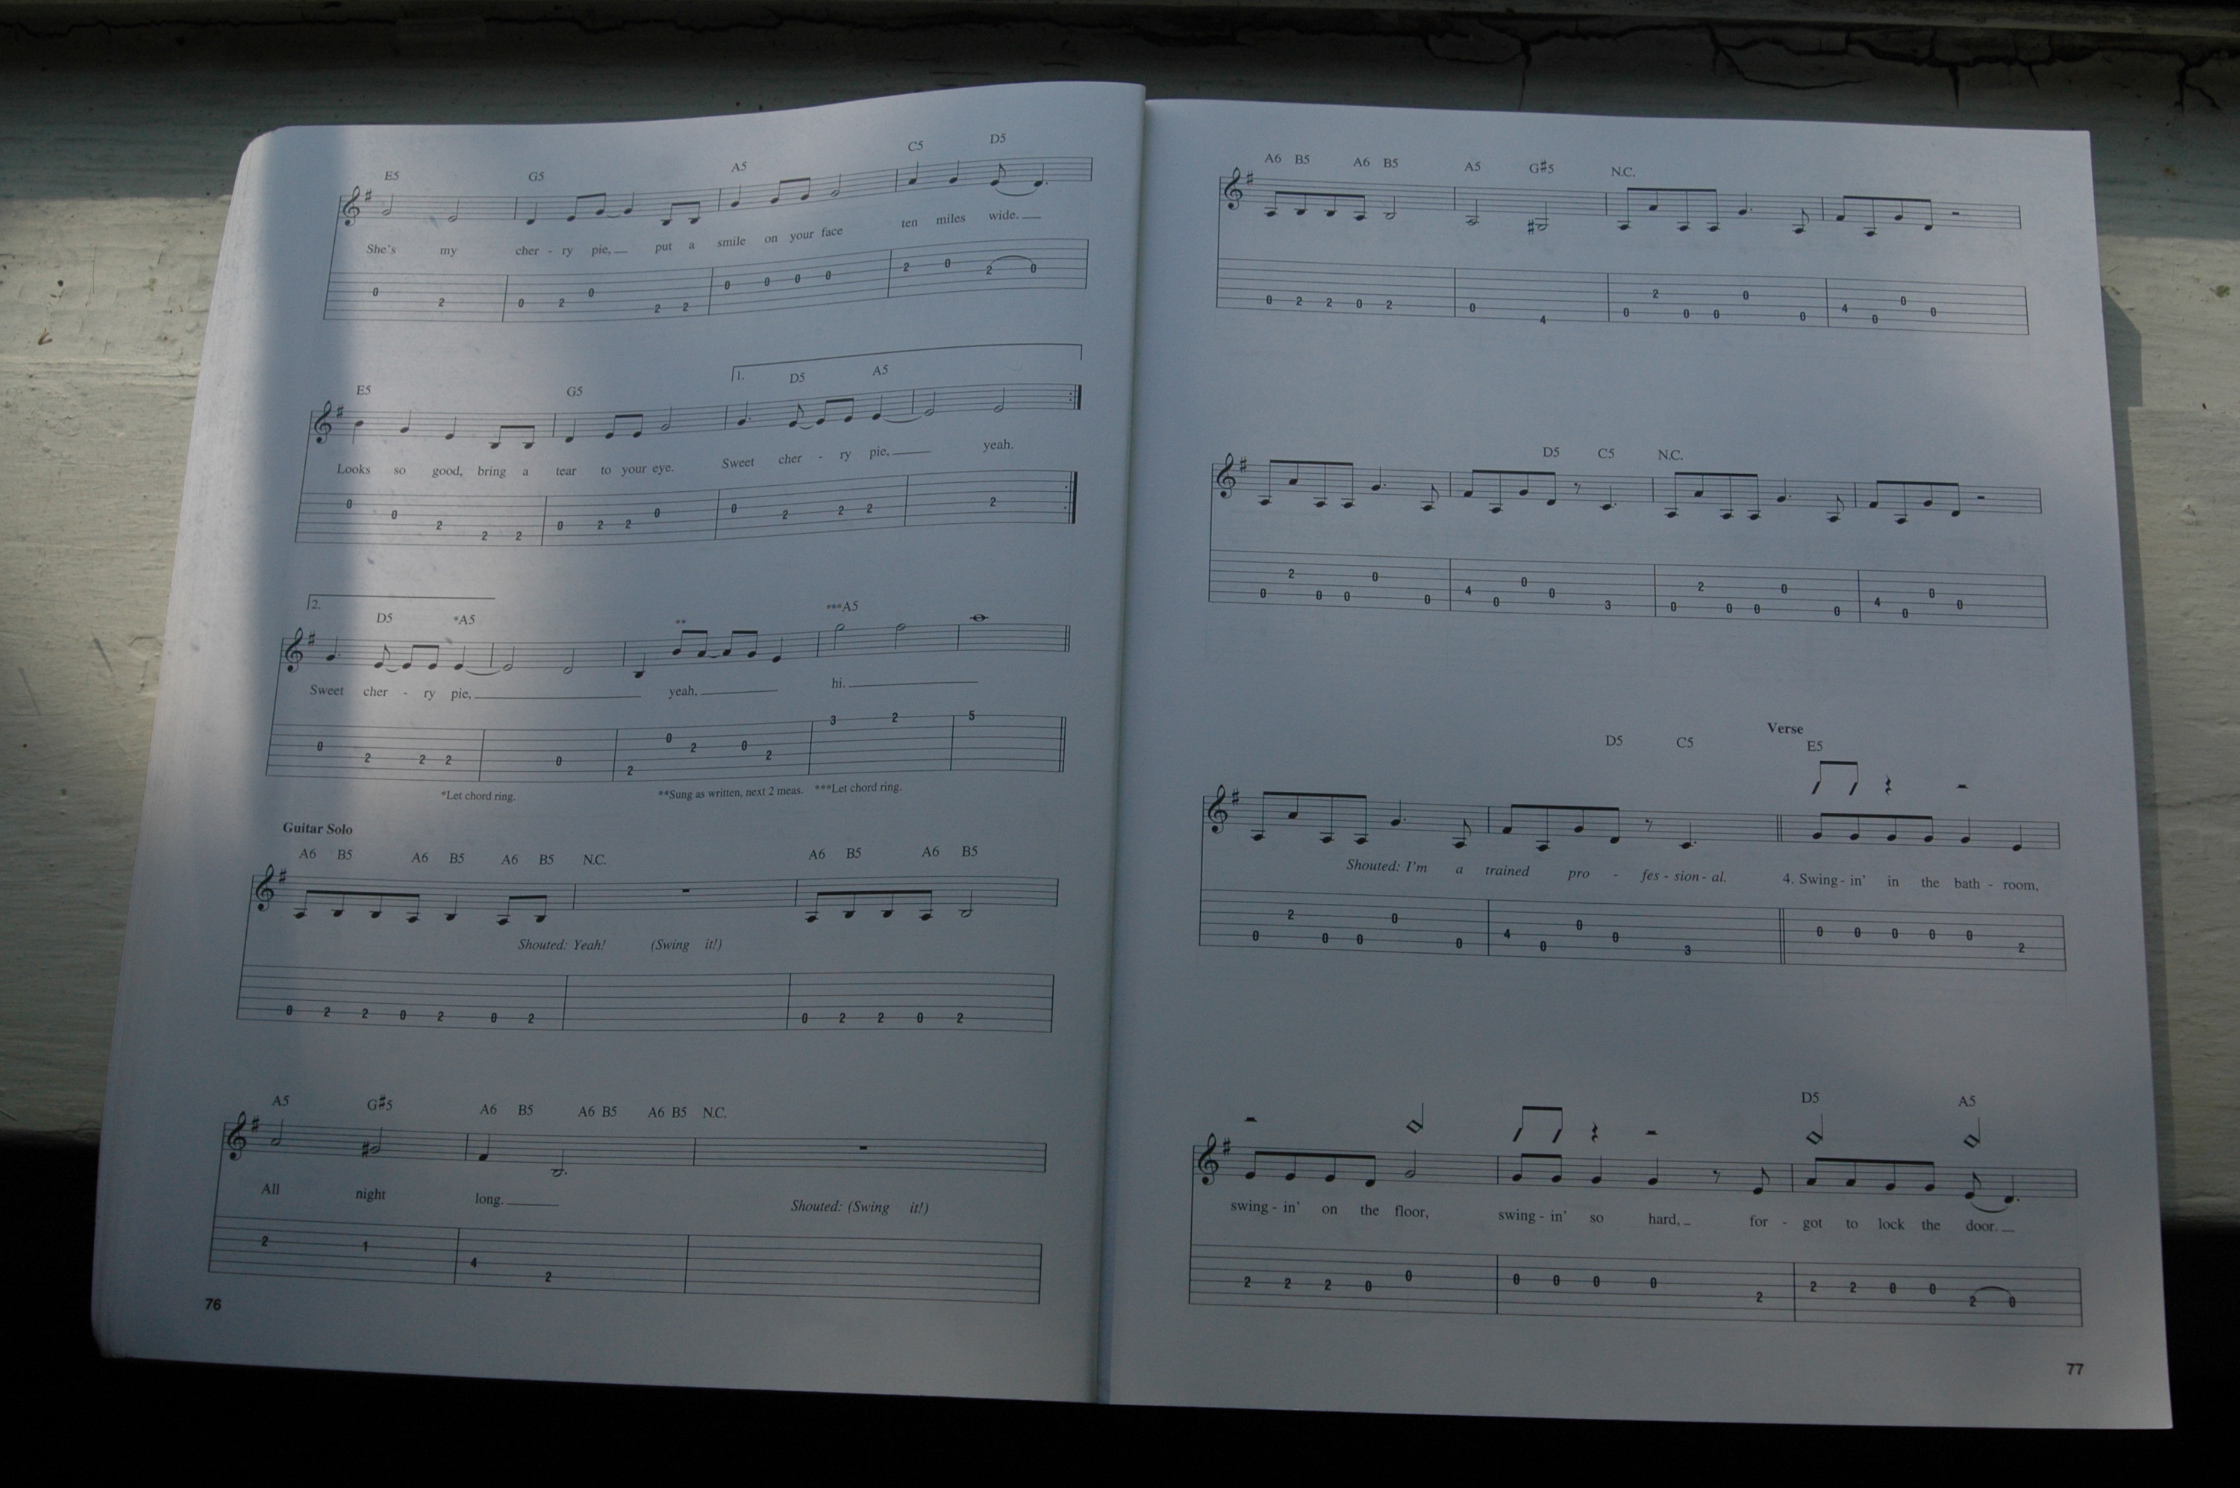 E5 G5 A5 C5 D5
She's my cher - ry pie, put a smile on your face ten miles wide.
0 2 0 2 0 2 2 0 0 0 0 2 0 2 0
1. D5 A5
E5 G5
Looks so good, bring a tear to your eye. Sweet cher - ry pie, yeah.
0 0 2 2 2 0 2 2 0 0 2 2 2 2
2.
D5 *A5 ** ***A5
Sweet cher - ry pie, yeah, hi.
0 2 2 2 0 2 0 2 0 2 3 2 5
*Let chord ring. **Sung as written, next 2 meas. ***Let chord ring.
Guitar Solo
A6 B5 A6 B5 A6 B5 N.C. A6 B5 A6 B5
Shouted: Yeah! (Swing it!)
0 2 2 0 2 0 2 0 2 2 0 2
A5 G#5 A6 B5 A6 B5 A6 B5 N.C.
All night long. Shouted: (Swing it!)
2 1 4 2
76
A6 B5 A6 B5 A5 G#5 N.C.
0 2 2 0 2 0 4 0 2 0 0 0 0 4 0 0 0
D5 C5 N.C.
0 2 0 0 0 0 4 0 0 0 3 0 2 0 0 0 0 4 0 0 0
Verse
D5 C5 E5
Shouted: I'm a trained pro - fes - sion - al. 4. Swing - in' in the bath - room,
0 2 0 0 0 0 4 0 0 0 3 0 0 0 0 0 2
D5 A5
swing - in' on the floor, swing - in' so hard, for - got to lock the door.
2 2 2 0 0 0 0 0 0 2 2 2 0 0 2 0
77